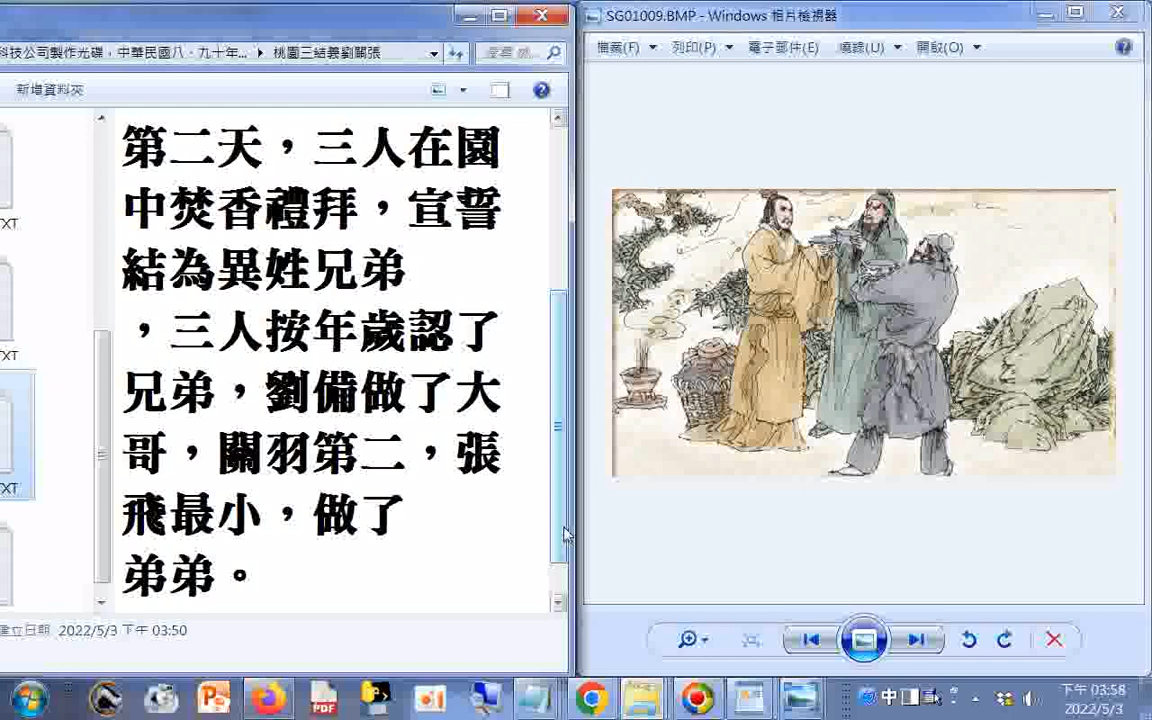 SG01009.BMP - Windows 相片檢視器
科技公司製作光碟，中華民國八、九十年... ▸ 桃園三結義劉關張
檔案(F) 列印(P) 電子郵件(E) 燒錄(U) 開啟(O)
新增資料夾
第二天，三人在園
中焚香禮拜，宣誓
結為異姓兄弟
，三人按年歲認了
兄弟，劉備做了大
哥，關羽第二，張
飛最小，做了
弟弟。
TXT
TXT
TXT
建立日期 2022/5/3 下午 03:50
PDF
中
下午 03:58
2022/5/3